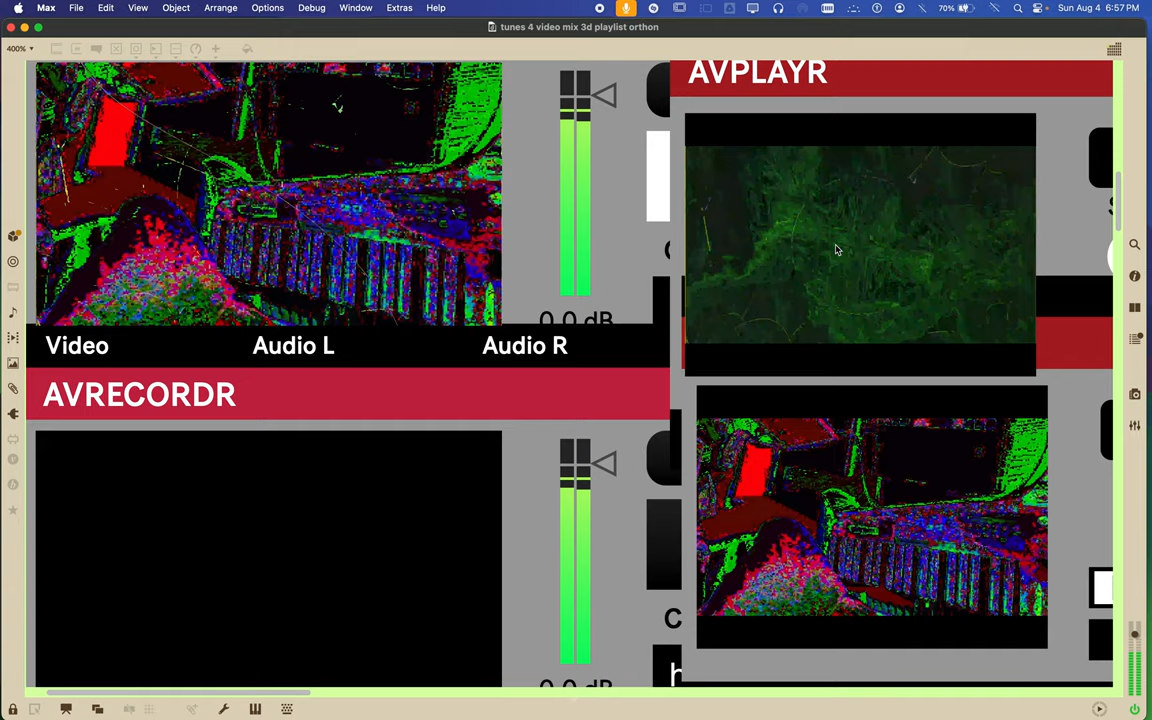 Max File Edit View Object Arrange Options Debug Window Extras Help
70% Sun Aug 4 6:57 PM
tunes 4 video mix 3d playlist orthon
400%
AVPLAYR
0.0 dB
Video Audio L Audio R
AVRECORDR
0.0 dB